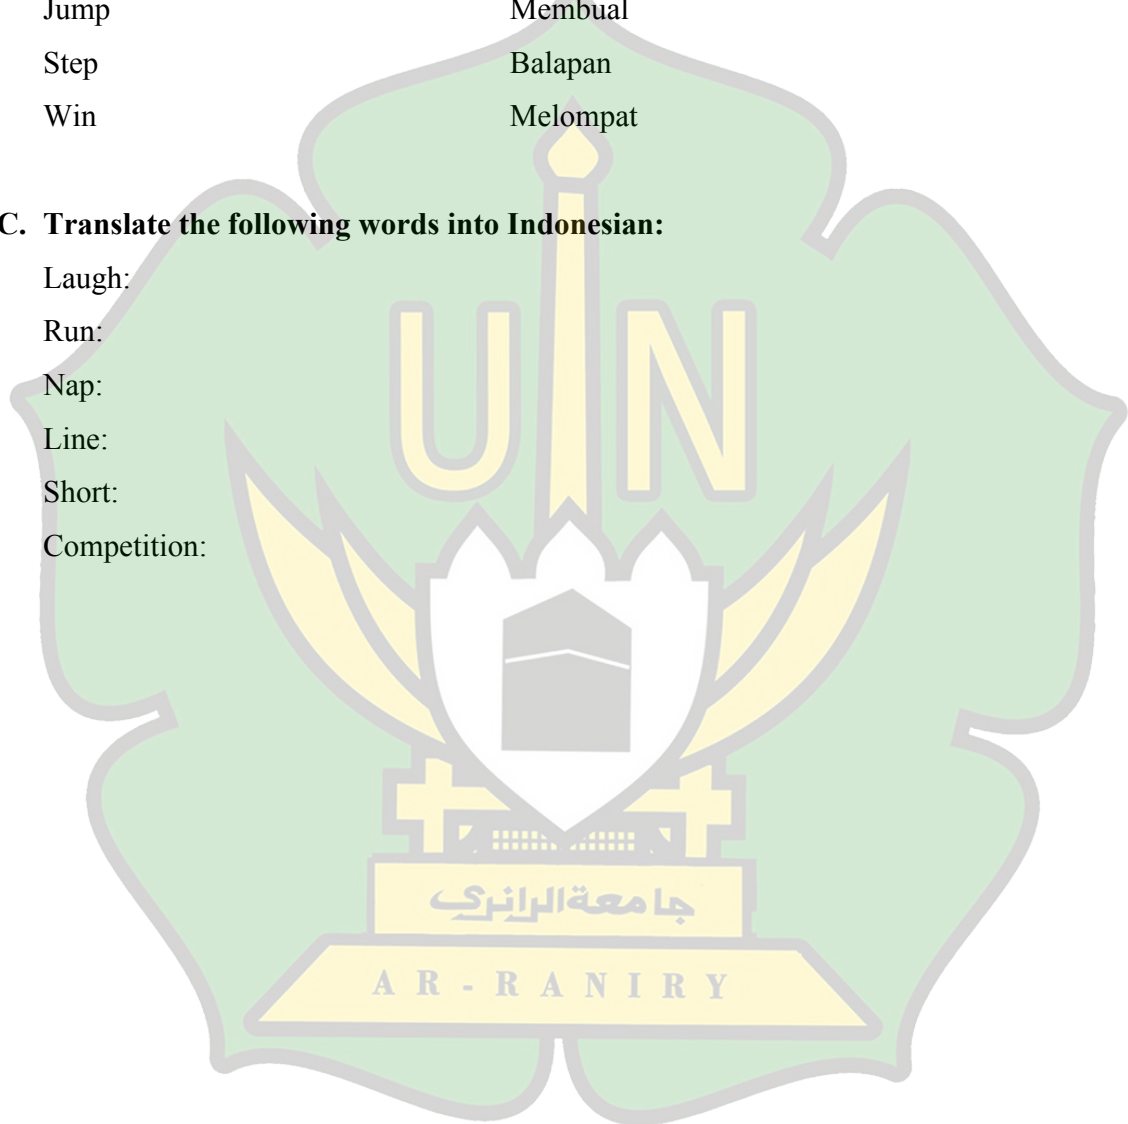 Jump Membual
Step Balapan
Win Melompat
C. Translate the following words into Indonesian:
Laugh:
Run:
Nap:
Line:
Short:
Competition:
UIN
جامعةالرانري
AR-RANIRY